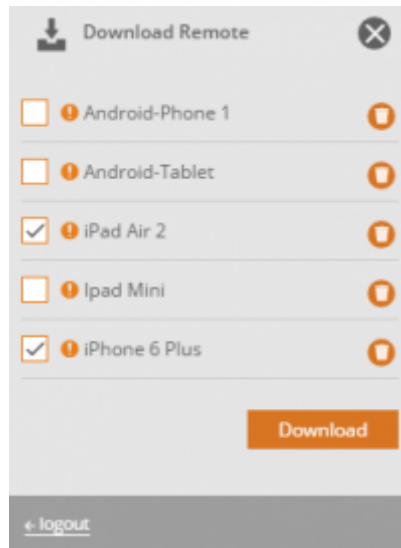 Download Remote
Android-Phone 1
Android-Tablet
iPad Air 2
Ipad Mini
iPhone 6 Plus
Download
← logout